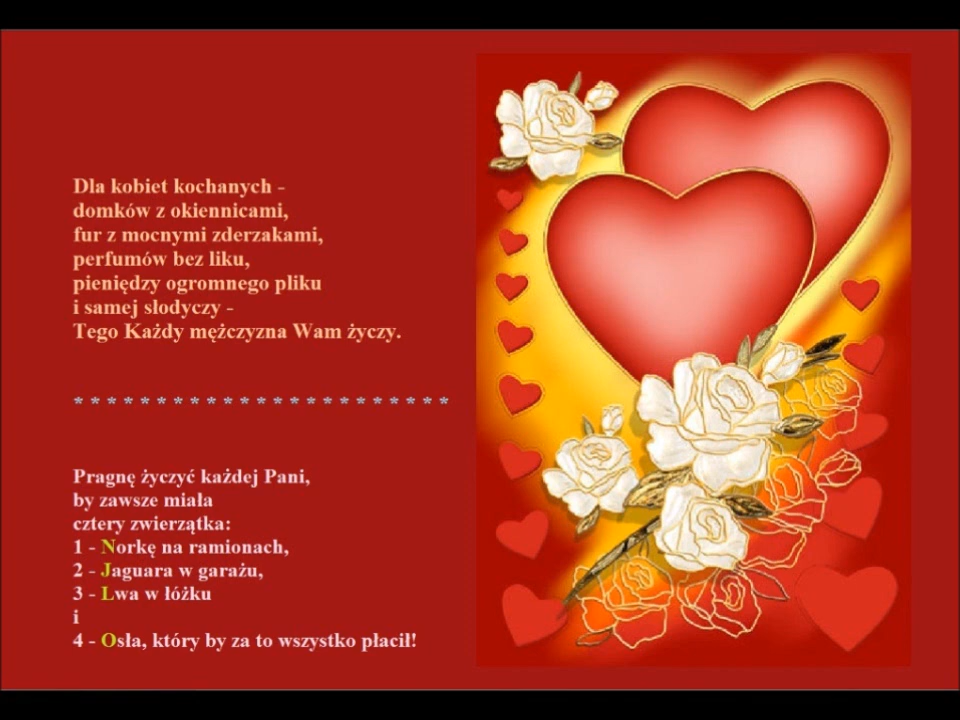 Dla kobiet kochanych -
domków z okiennicami,
fur z mocnymi zderzakami,
perfumów bez liku,
pieniędzy ogromnego pliku
i samej słodyczy -
Tego Każdy mężczyzna Wam życzy.
* * * * * * * * * * * * * * * * * * * * * * *
Pragnę życzyć każdej Pani,
by zawsze miała
cztery zwierzątka:
1 - Norkę na ramionach,
2 - Jaguara w garażu,
3 - Lwa w łóżku
i
4 - Osła, który by za to wszystko płacił!